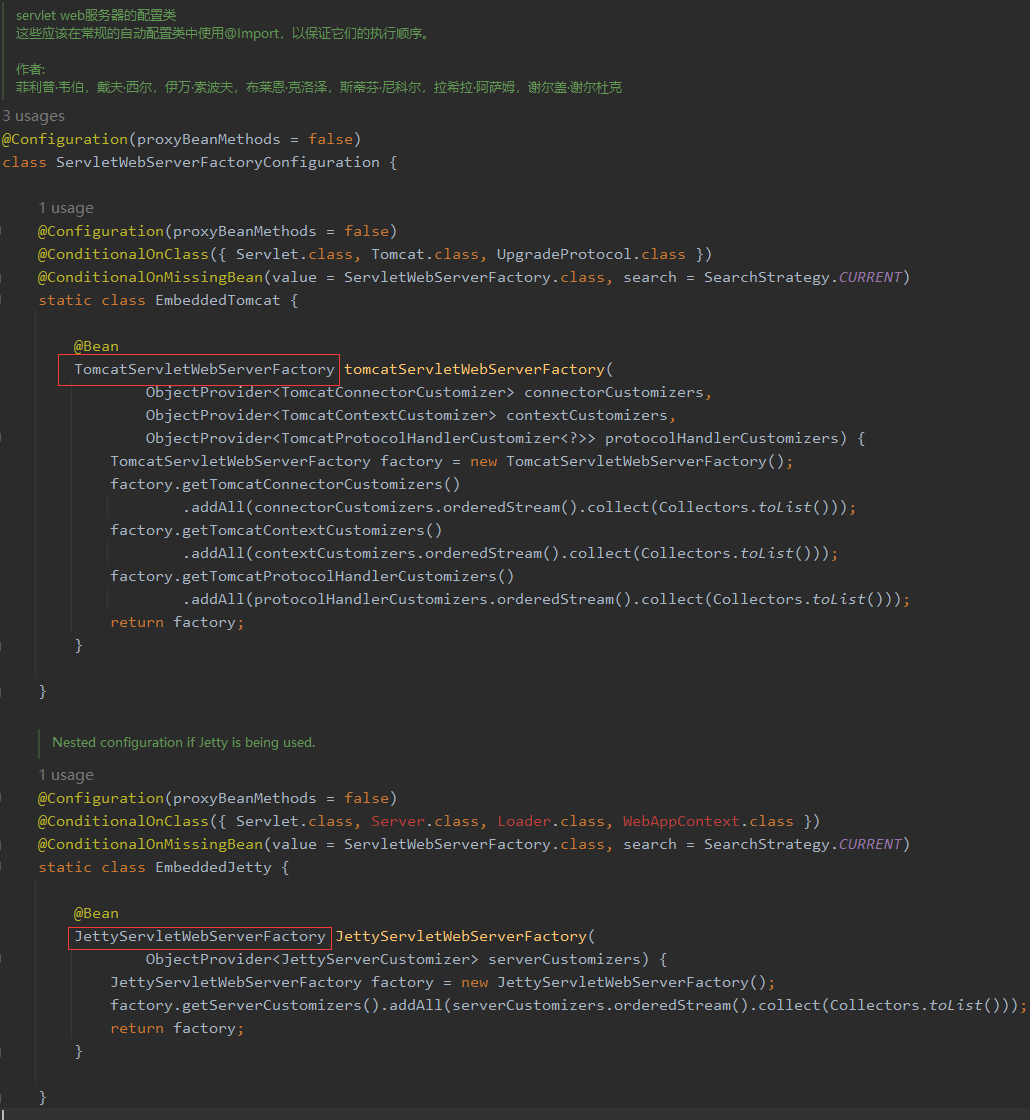 servlet web服务器的配置类
这些应该在常规的自动配置类中使用@Import，以保证它们的执行顺序。
作者:
菲利普·韦伯，戴夫·西尔，伊万·索波夫，布莱恩·克洛泽，斯蒂芬·尼科尔，拉希拉·阿萨姆，谢尔盖·谢尔杜克
3 usages
@Configuration(proxyBeanMethods = false)
class ServletWebServerFactoryConfiguration {
1 usage
@Configuration(proxyBeanMethods = false)
@ConditionalOnClass({ Servlet.class, Tomcat.class, UpgradeProtocol.class })
@ConditionalOnMissingBean(value = ServletWebServerFactory.class, search = SearchStrategy.CURRENT)
static class EmbeddedTomcat {
@Bean
TomcatServletWebServerFactory tomcatServletWebServerFactory(
ObjectProvider<TomcatConnectorCustomizer> connectorCustomizers,
ObjectProvider<TomcatContextCustomizer> contextCustomizers,
ObjectProvider<TomcatProtocolHandlerCustomizer<?>> protocolHandlerCustomizers) {
TomcatServletWebServerFactory factory = new TomcatServletWebServerFactory();
factory.getTomcatConnectorCustomizers()
.addAll(connectorCustomizers.orderedStream().collect(Collectors.toList()));
factory.getTomcatContextCustomizers()
.addAll(contextCustomizers.orderedStream().collect(Collectors.toList()));
factory.getTomcatProtocolHandlerCustomizers()
.addAll(protocolHandlerCustomizers.orderedStream().collect(Collectors.toList()));
return factory;
}
}
Nested configuration if Jetty is being used.
1 usage
@Configuration(proxyBeanMethods = false)
@ConditionalOnClass({ Servlet.class, Server.class, Loader.class, WebAppContext.class })
@ConditionalOnMissingBean(value = ServletWebServerFactory.class, search = SearchStrategy.CURRENT)
static class EmbeddedJetty {
@Bean
JettyServletWebServerFactory JettyServletWebServerFactory(
ObjectProvider<JettyServerCustomizer> serverCustomizers) {
JettyServletWebServerFactory factory = new JettyServletWebServerFactory();
factory.getServerCustomizers().addAll(serverCustomizers.orderedStream().collect(Collectors.toList()));
return factory;
}
}